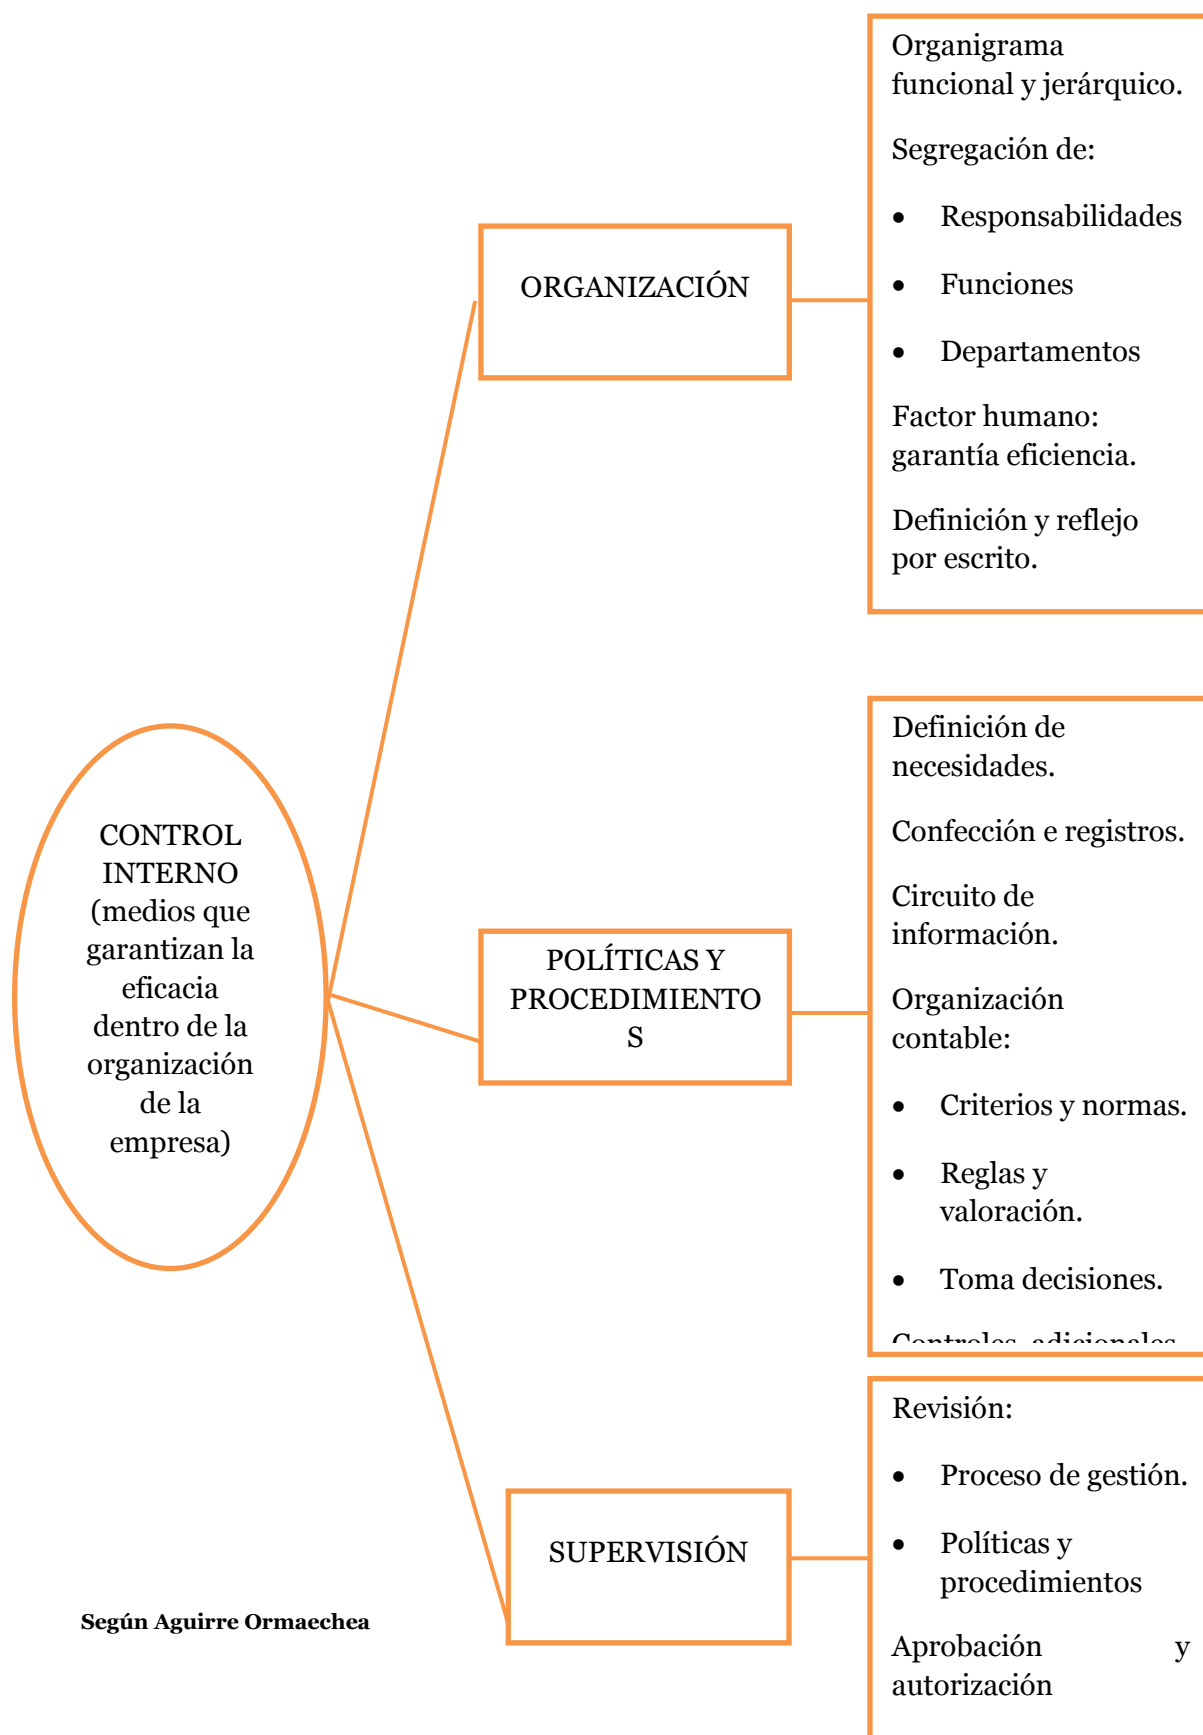 Organigrama
funcional y jerárquico.
Segregación de:
• Responsabilidades
• Funciones
• Departamentos
Factor humano:
garantía eficiencia.
Definición y reflejo
por escrito.
ORGANIZACIÓN
CONTROL
INTERNO
(medios que
garantizan la
eficacia
dentro de la
organización
de la
empresa)
POLÍTICAS Y
PROCEDIMIENTO
S
Definición de
necesidades.
Confección e registros.
Circuito de
información.
Organización
contable:
• Criterios y normas.
• Reglas y
valoración.
• Toma decisiones.
Controles adicionales
SUPERVISIÓN
Revisión:
• Proceso de gestión.
• Políticas y
procedimientos
Aprobación y
autorización
Según Aguirre Ormaechea